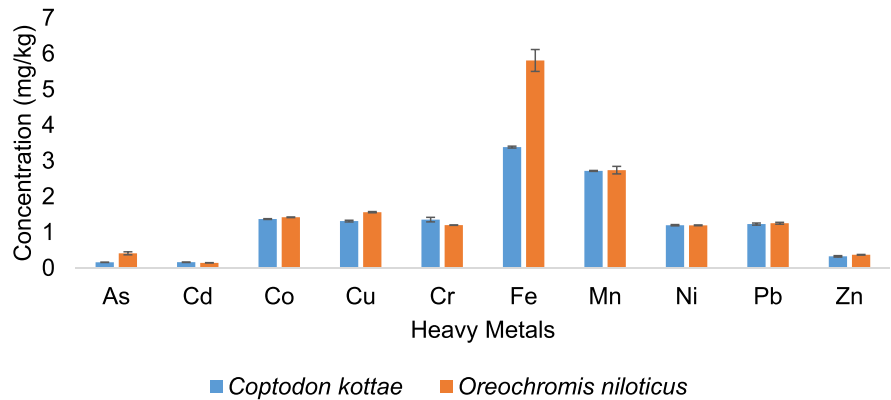 Concentration (mg/kg)
7
6
5
4
3
2
1
0
As Cd Co Cu Cr Fe Mn Ni Pb Zn
Heavy Metals
Coptodon kottae Oreochromis niloticus